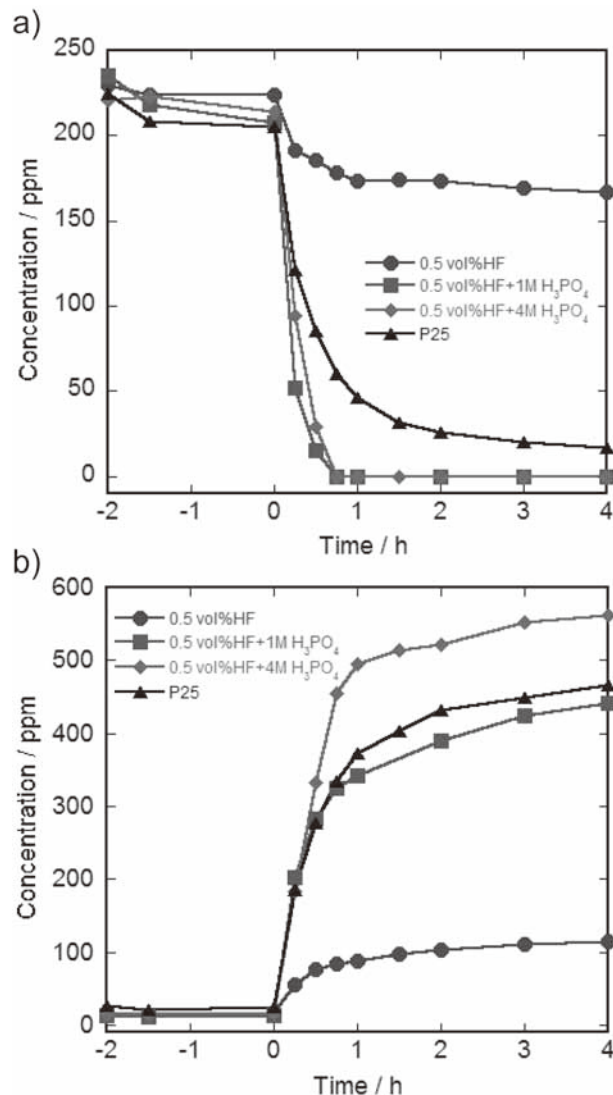 a)
250
200
150
100
50
0
Concentration / ppm
0.5 vol%HF
0.5 vol%HF+1M H₃PO₄
0.5 vol%HF+4M H₃PO₄
P25
-2 -1 0 1 2 3 4
Time / h
b)
600
500
400
300
200
100
0
Concentration / ppm
0.5 vol%HF
0.5 vol%HF+1M H₃PO₄
0.5 vol%HF+4M H₃PO₄
P25
-2 -1 0 1 2 3 4
Time / h